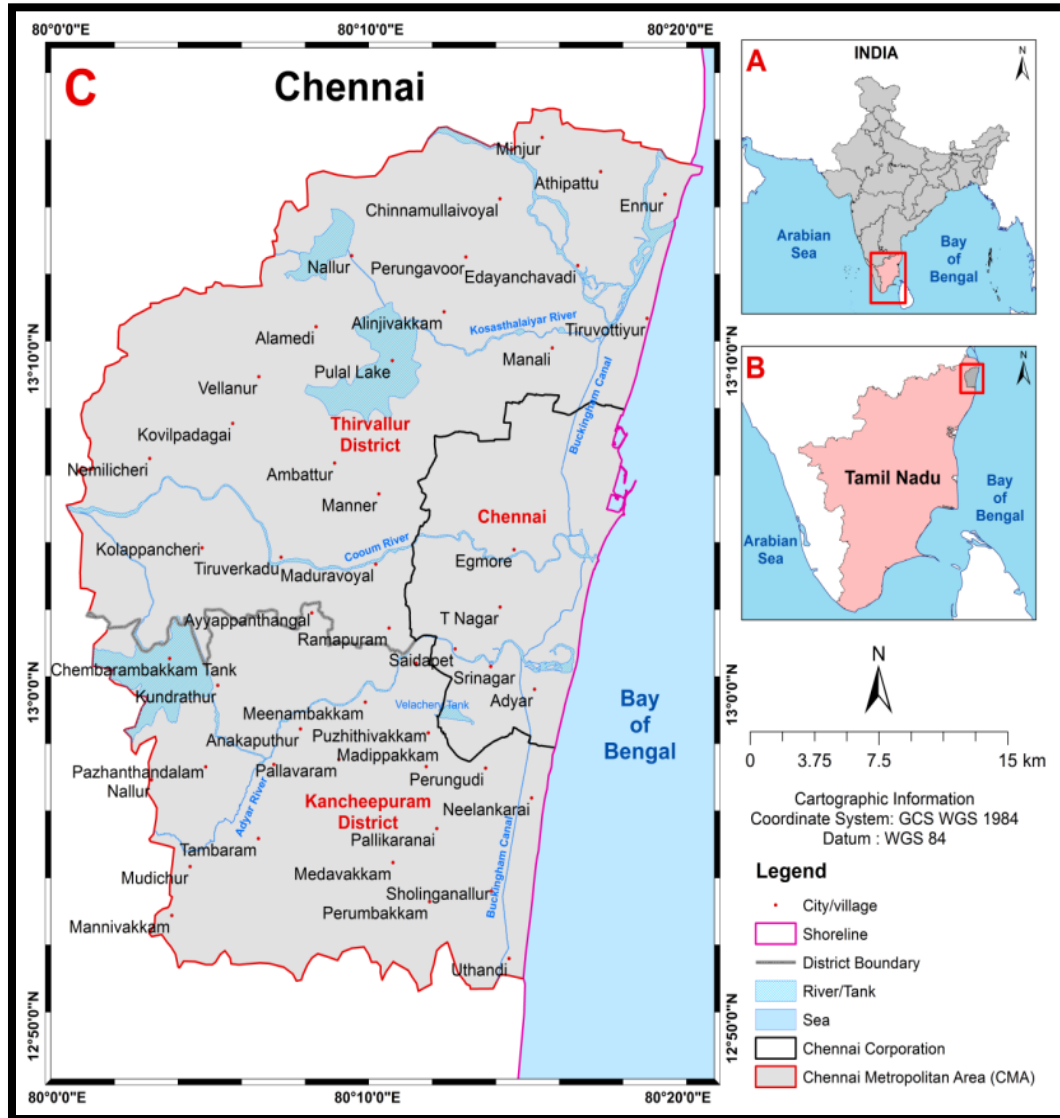 80°0'0"E
80°10'0"E
80°20'0"E
C
Chennai
Minjur
Athipattu
Ennur
Chinnamullaivoyal
Nallur
Perungavoor
Edayanchavadi
Alinjivakkam
Kosasthalaiyar River
Tiruvottiyur
Alamedi
Manali
Pulal Lake
Vellanur
Buckingham Canal
Thirvallur
District
Kovilpadagai
Nemilicheri
Ambattur
Manner
Chennai
Kolappancheri
Cooum River
Egmore
Tiruverkadu
Maduravoyal
Ayyappanthangal
T Nagar
Ramapuram
Saidapet
Chembarambakkam Tank
Srinagar
Kundrathur
Adyar
Meenambakkam
Velachery Tank
Anakaputhur
Puzhithivakkam
Madippakkam
Pazhanthandalam
Pallavaram
Perungudi
Nallur
Kancheepuram
District
Neelankarai
Adyar River
Pallikaranai
Tambaram
Medavakkam
Mudichur
Sholinganallur
Buckingham Canal
Perumbakkam
Mannivakkam
Uthandi
Bay
of
Bengal
13°10'0"N
13°0'0"N
12°50'0"N
13°10'0"N
13°0'0"N
12°50'0"N
80°0'0"E
80°10'0"E
80°20'0"E
A
INDIA
N
Arabian
Sea
Bay
of Bengal
B
N
Tamil Nadu
Bay
of
Bengal
Arabian
Sea
N
0 3.75 7.5 15 km
Cartographic Information
Coordinate System: GCS WGS 1984
Datum : WGS 84
Legend
City/village
Shoreline
District Boundary
River/Tank
Sea
Chennai Corporation
Chennai Metropolitan Area (CMA)